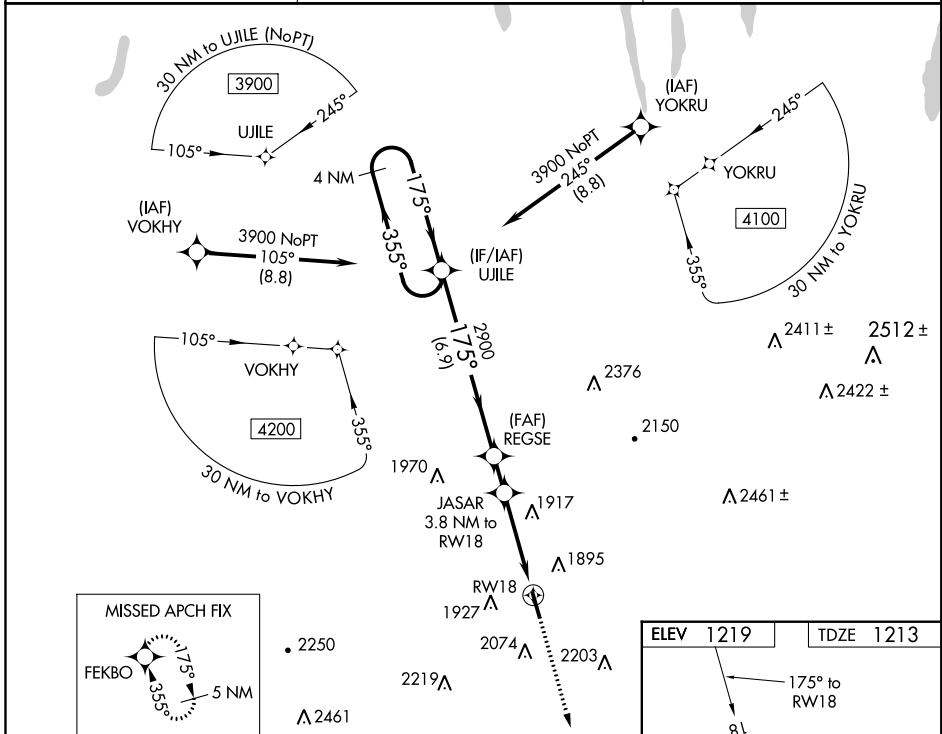 30 NM to UJILE (NoPT)
3900
245°
UJILE
105°
(IAF)
YOKRU
3900 NoPT
245°
(8.8)
245°
YOKRU
4100
355°
30 NM to YOKRU
4 NM
175°
355°
(IAF)
VOKHY
3900 NoPT
105°
(8.8)
(IF/IAF)
UJILE
2900
175°
(6.9)
105°
VOKHY
4200
355°
30 NM to VOKHY
2411 ±
2512 ±
2376
2422 ±
(FAF)
REGSE
2150
1970
JASAR
3.8 NM to
RW18
1917
2461 ±
1895
RW18
1927
2074
2203
2250
2219
2461
MISSED APCH FIX
FEKBO
175°
355°
5 NM
ELEV 1219
TDZE 1213
175° to
RW18
18